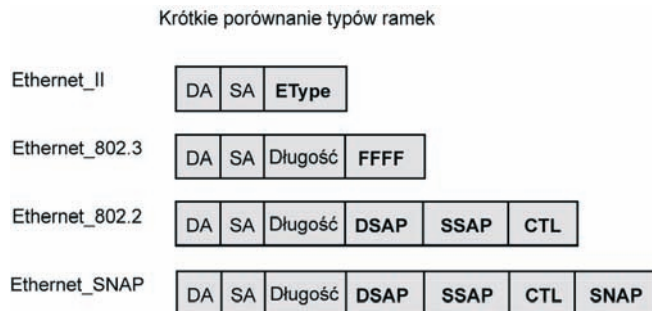 Krótkie porównanie typów ramek
Ethernet_II DA SA EType
Ethernet_802.3 DA SA Długość FFFF
Ethernet_802.2 DA SA Długość DSAP SSAP CTL
Ethernet_SNAP DA SA Długość DSAP SSAP CTL SNAP